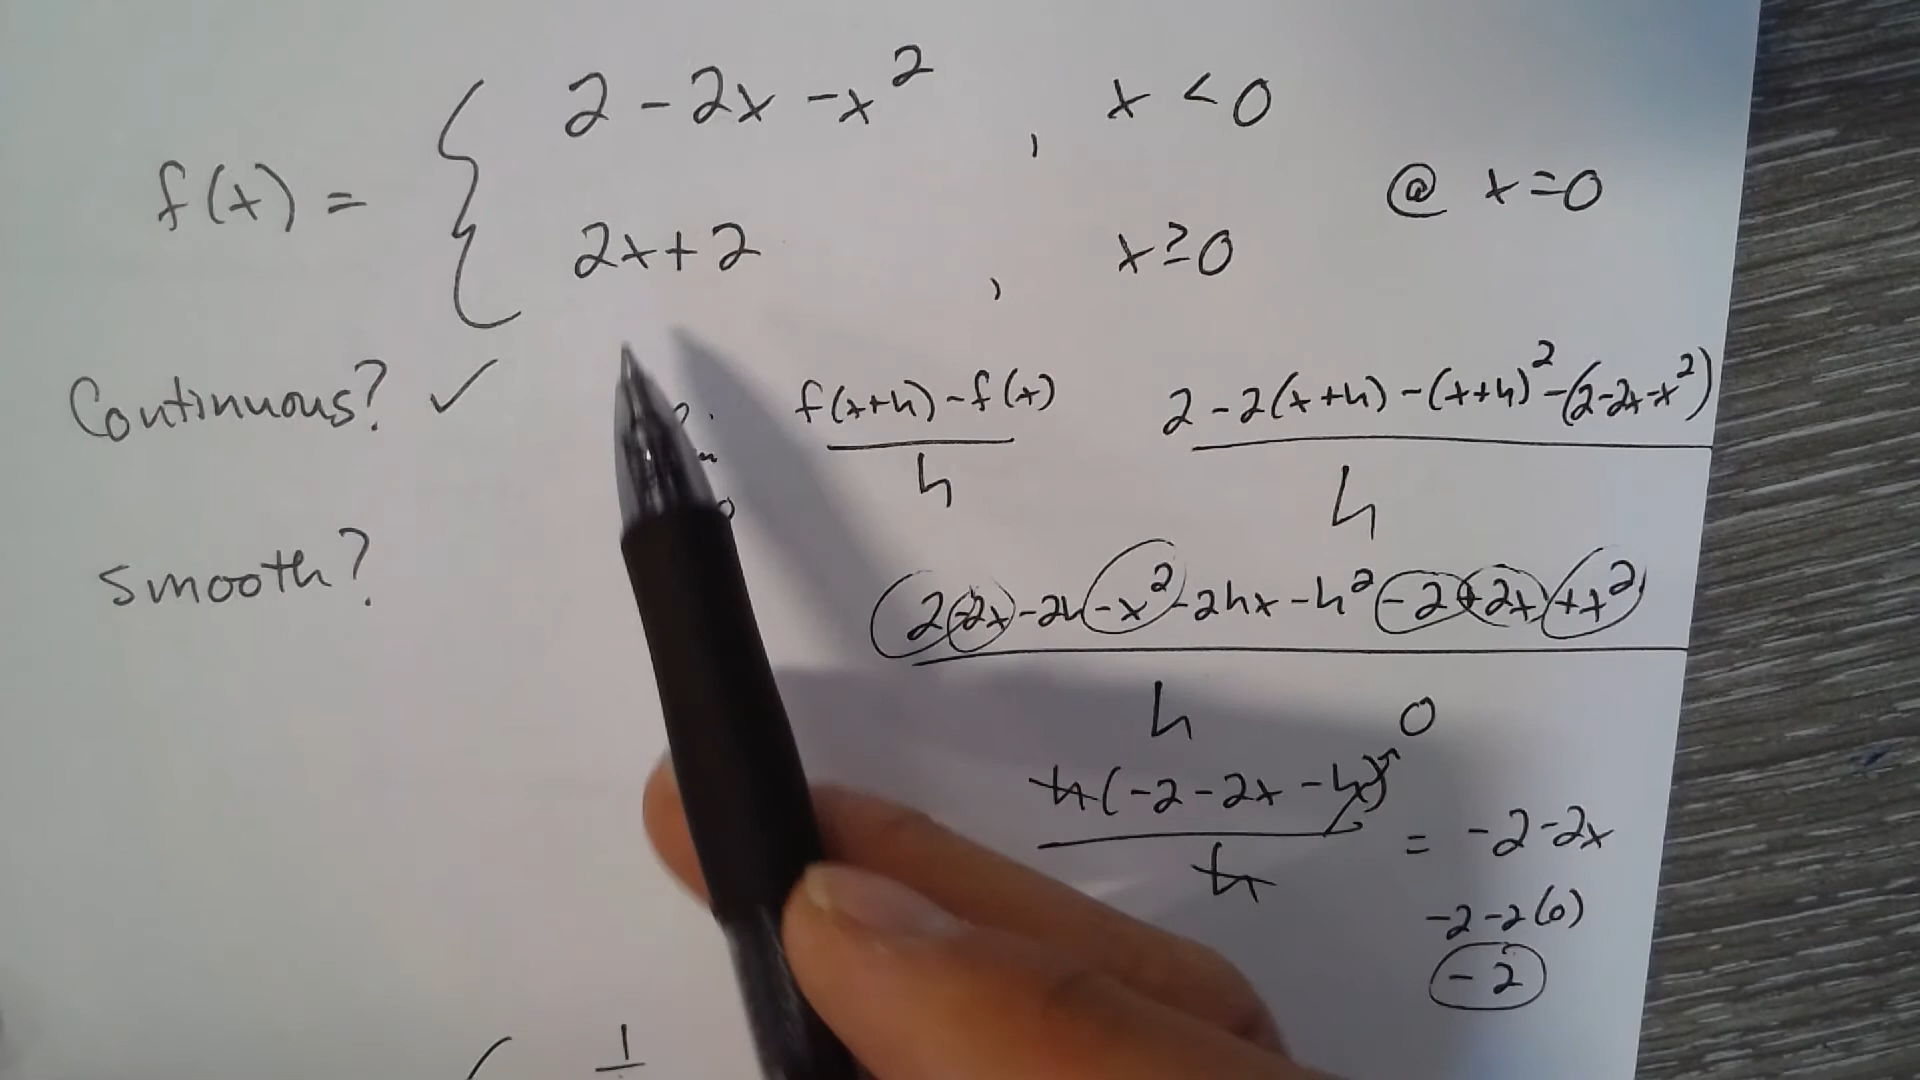 f(x) = { 2 - 2x - x², x < 0
2x + 2, x ≥ 0
@ x = 0
Continuous? ✓
f(x+h) - f(x) / h
2 - 2(x+h) - (x+h)² - (2-2x-x²) / h
Smooth?
2 - 2x - 2h - x² - 2hx - h² - 2 + 2x + x² / h
0
h(-2 - 2x - h) / h = -2 - 2x
-2 - 2(0)
-2
1